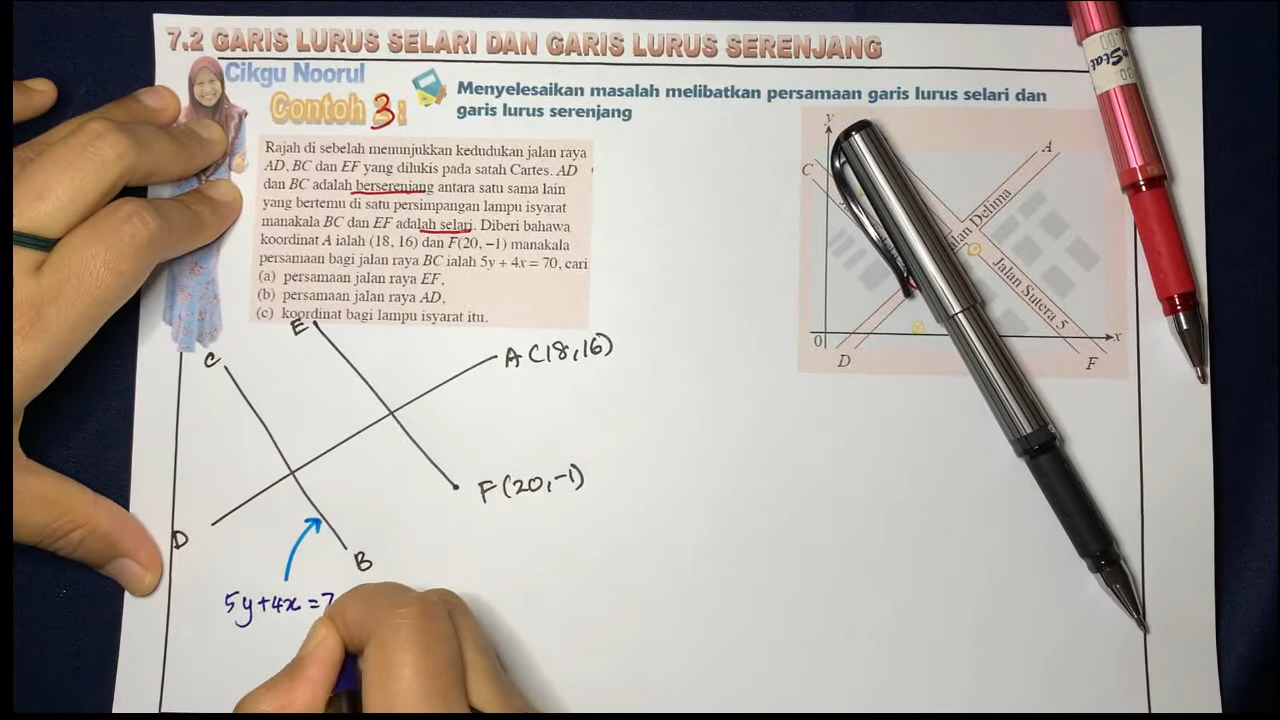 7.2 GARIS LURUS SELARI DAN GARIS LURUS SERENJANG
Cikgu Noorul
Contoh 3:
Menyelesaikan masalah melibatkan persamaan garis lurus selari dan
garis lurus serenjang
Rajah di sebelah menunjukkan kedudukan jalan raya
AD, BC dan EF yang dilukis pada satah Cartes. AD
dan BC adalah berserenjang antara satu sama lain
yang bertemu di satu persimpangan lampu isyarat
manakala BC dan EF adalah selari. Diberi bahawa
koordinat A ialah (18, 16) dan F(20, −1) manakala
persamaan bagi jalan raya BC ialah 5y + 4x = 70, cari
(a) persamaan jalan raya EF,
(b) persamaan jalan raya AD,
(c) koordinat bagi lampu isyarat itu.
y
A
C
Jalan Delima
Jalan Sutera 5
0
x
D
F
E
C
A (18,16)
F(20,-1)
D
B
5y+4x=7